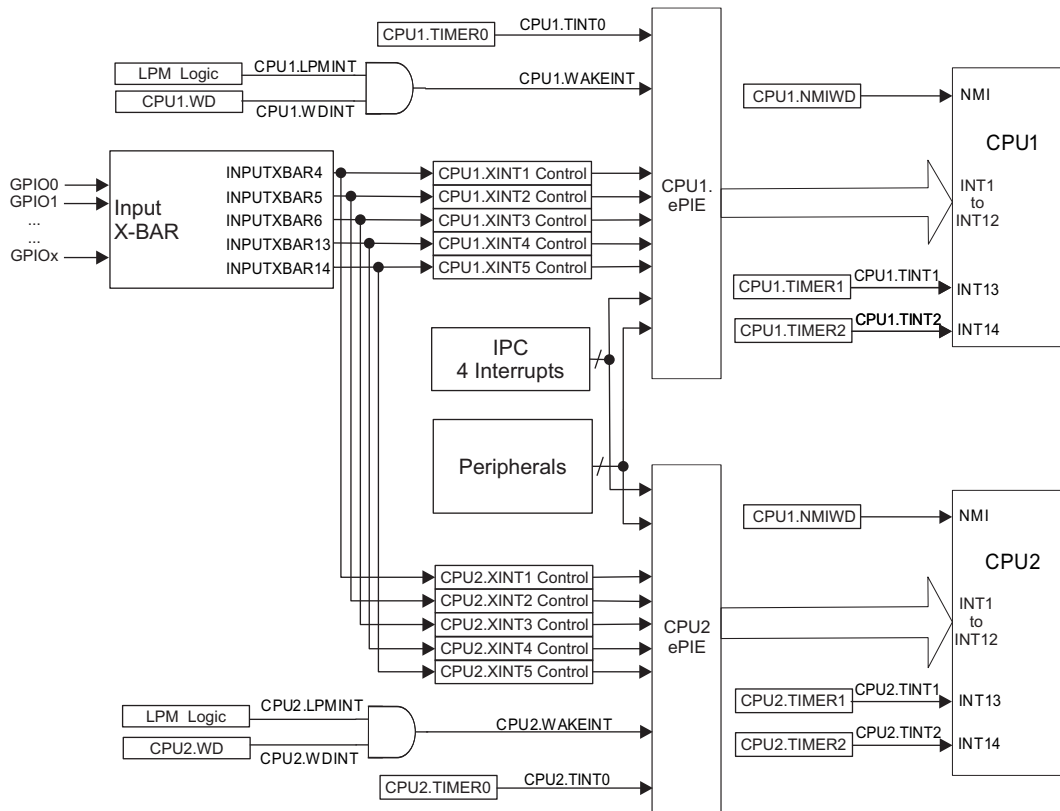 CPU1.TIMER0
CPU1.TINT0
LPM Logic
CPU1.LPMINT
CPU1.WD
CPU1.WDINT
CPU1.WAKEINT
GPIO0
GPIO1
...
...
GPIOx
Input
X-BAR
INPUTXBAR4
INPUTXBAR5
INPUTXBAR6
INPUTXBAR13
INPUTXBAR14
CPU1.XINT1 Control
CPU1.XINT2 Control
CPU1.XINT3 Control
CPU1.XINT4 Control
CPU1.XINT5 Control
CPU1.
ePIE
CPU1.NMIWD
NMI
CPU1
INT1
to
INT12
CPU1.TIMER1
CPU1.TINT1
INT13
CPU1.TIMER2
CPU1.TINT2
INT14
IPC
4 Interrupts
Peripherals
CPU2.XINT1 Control
CPU2.XINT2 Control
CPU2.XINT3 Control
CPU2.XINT4 Control
CPU2.XINT5 Control
CPU2
ePIE
CPU1.NMIWD
NMI
CPU2
INT1
to
INT12
CPU2.TIMER1
CPU2.TINT1
INT13
CPU2.TIMER2
CPU2.TINT2
INT14
LPM Logic
CPU2.LPMINT
CPU2.WD
CPU2.WDINT
CPU2.WAKEINT
CPU2.TIMER0
CPU2.TINT0